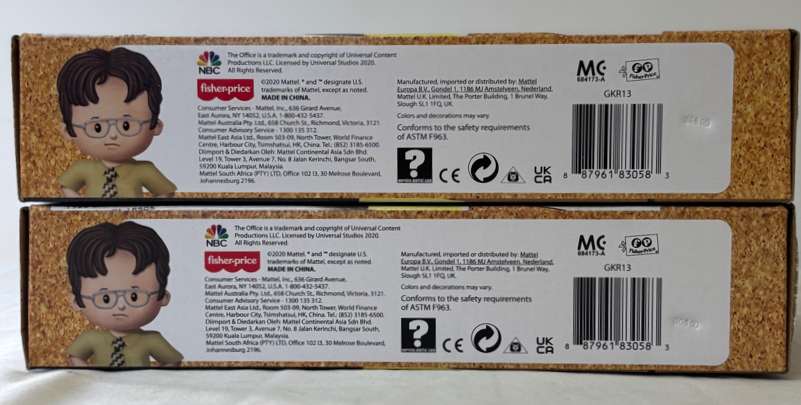 NBC
The Office is a trademark and copyright of Universal Content
Productions LLC. Licensed by Universal Studios 2020.
All Rights Reserved.
fisher-price
©2020 Mattel. ® and ™ designate U.S.
trademarks of Mattel, except as noted.
MADE IN CHINA.
Consumer Services - Mattel, Inc., 636 Girard Avenue,
East Aurora, NY 14052, U.S.A. 1-800-432-5437.
Mattel Australia Pty. Ltd., 658 Church St., Richmond, Victoria, 3121.
Consumer Advisory Service - 1300 135 312.
Mattel East Asia Ltd., Room 503-09, North Tower, World Finance
Centre, Harbour City, Tsimshatsui, HK, China. Tel.: (852) 3185-6500.
Diimport & Diedarkan Oleh: Mattel Continental Asia Sdn Bhd.
Level 19, Tower 3, Avenue 7, No. 8 Jalan Kerinchi, Bangsar South,
59200 Kuala Lumpur, Malaysia.
Mattel South Africa (PTY) LTD, Office 102 I3, 30 Melrose Boulevard,
Johannesburg 2196.
Manufactured, imported or distributed by: Mattel
Europa B.V., Gondel 1, 1186 MJ Amstelveen, Nederland.
Mattel U.K. Limited, The Porter Building, 1 Brunel Way,
Slough SL1 1FQ, UK.
Colors and decorations may vary.
Conforms to the safety requirements
of ASTM F963.
?
service.mattel.com
CE
UK
CA
MC
684173-A
FP
Fisher-Price
GKR13
8 87961 83058 3
NBC
The Office is a trademark and copyright of Universal Content
Productions LLC. Licensed by Universal Studios 2020.
All Rights Reserved.
fisher-price
©2020 Mattel. ® and ™ designate U.S.
trademarks of Mattel, except as noted.
MADE IN CHINA.
Consumer Services - Mattel, Inc., 636 Girard Avenue,
East Aurora, NY 14052, U.S.A. 1-800-432-5437.
Mattel Australia Pty. Ltd., 658 Church St., Richmond, Victoria, 3121.
Consumer Advisory Service - 1300 135 312.
Mattel East Asia Ltd., Room 503-09, North Tower, World Finance
Centre, Harbour City, Tsimshatsui, HK, China. Tel.: (852) 3185-6500.
Diimport & Diedarkan Oleh: Mattel Continental Asia Sdn Bhd.
Level 19, Tower 3, Avenue 7, No. 8 Jalan Kerinchi, Bangsar South,
59200 Kuala Lumpur, Malaysia.
Mattel South Africa (PTY) LTD, Office 102 I3, 30 Melrose Boulevard,
Johannesburg 2196.
Manufactured, imported or distributed by: Mattel
Europa B.V., Gondel 1, 1186 MJ Amstelveen, Nederland.
Mattel U.K. Limited, The Porter Building, 1 Brunel Way,
Slough SL1 1FQ, UK.
Colors and decorations may vary.
Conforms to the safety requirements
of ASTM F963.
?
service.mattel.com
CE
UK
CA
MC
684173-A
FP
Fisher-Price
GKR13
8 87961 83058 3